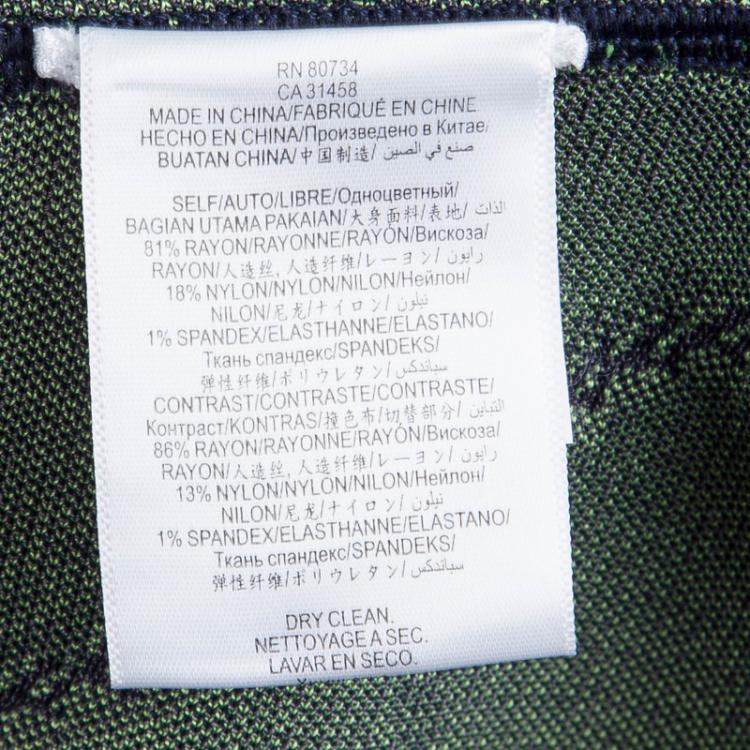 RN 80734
CA 31458
MADE IN CHINA/FABRIQUÉ EN CHINE
HECHO EN CHINA/Произведено в Китае/
BUATAN CHINA/中国制造/ صنع في الصين
SELF/AUTO/LIBRE/Одноцветный/
BAGIAN UTAMA PAKAIAN/大身面料/表地/ الذات
81% RAYON/RAYONNE/RAYÓN/Вискоза/
RAYON/人造丝, 人造纤维/レーヨン/ رايون
18% NYLON/NYLON/NILON/Нейлон/
NILON/尼龙/ナイロン/ نيلون
1% SPANDEX/ELASTHANNE/ELASTANO/
Ткань спандекс/SPANDEKS/
弹性纤维/ポリウレタン/ سباندكس
CONTRAST/CONTRASTE/CONTRASTE/
Контраст/KONTRAS/撞色布/切替部分/ التباين
86% RAYON/RAYONNE/RAYÓN/Вискоза/
RAYON/人造丝, 人造纤维/レーヨン/ رايون
13% NYLON/NYLON/NILON/Нейлон/
NILON/尼龙/ナイロン/ نيلون
1% SPANDEX/ELASTHANNE/ELASTANO/
Ткань спандекс/SPANDEKS/
弹性纤维/ポリウレタン/ سباندكس
DRY CLEAN.
NETTOYAGE A SEC.
LAVAR EN SECO.